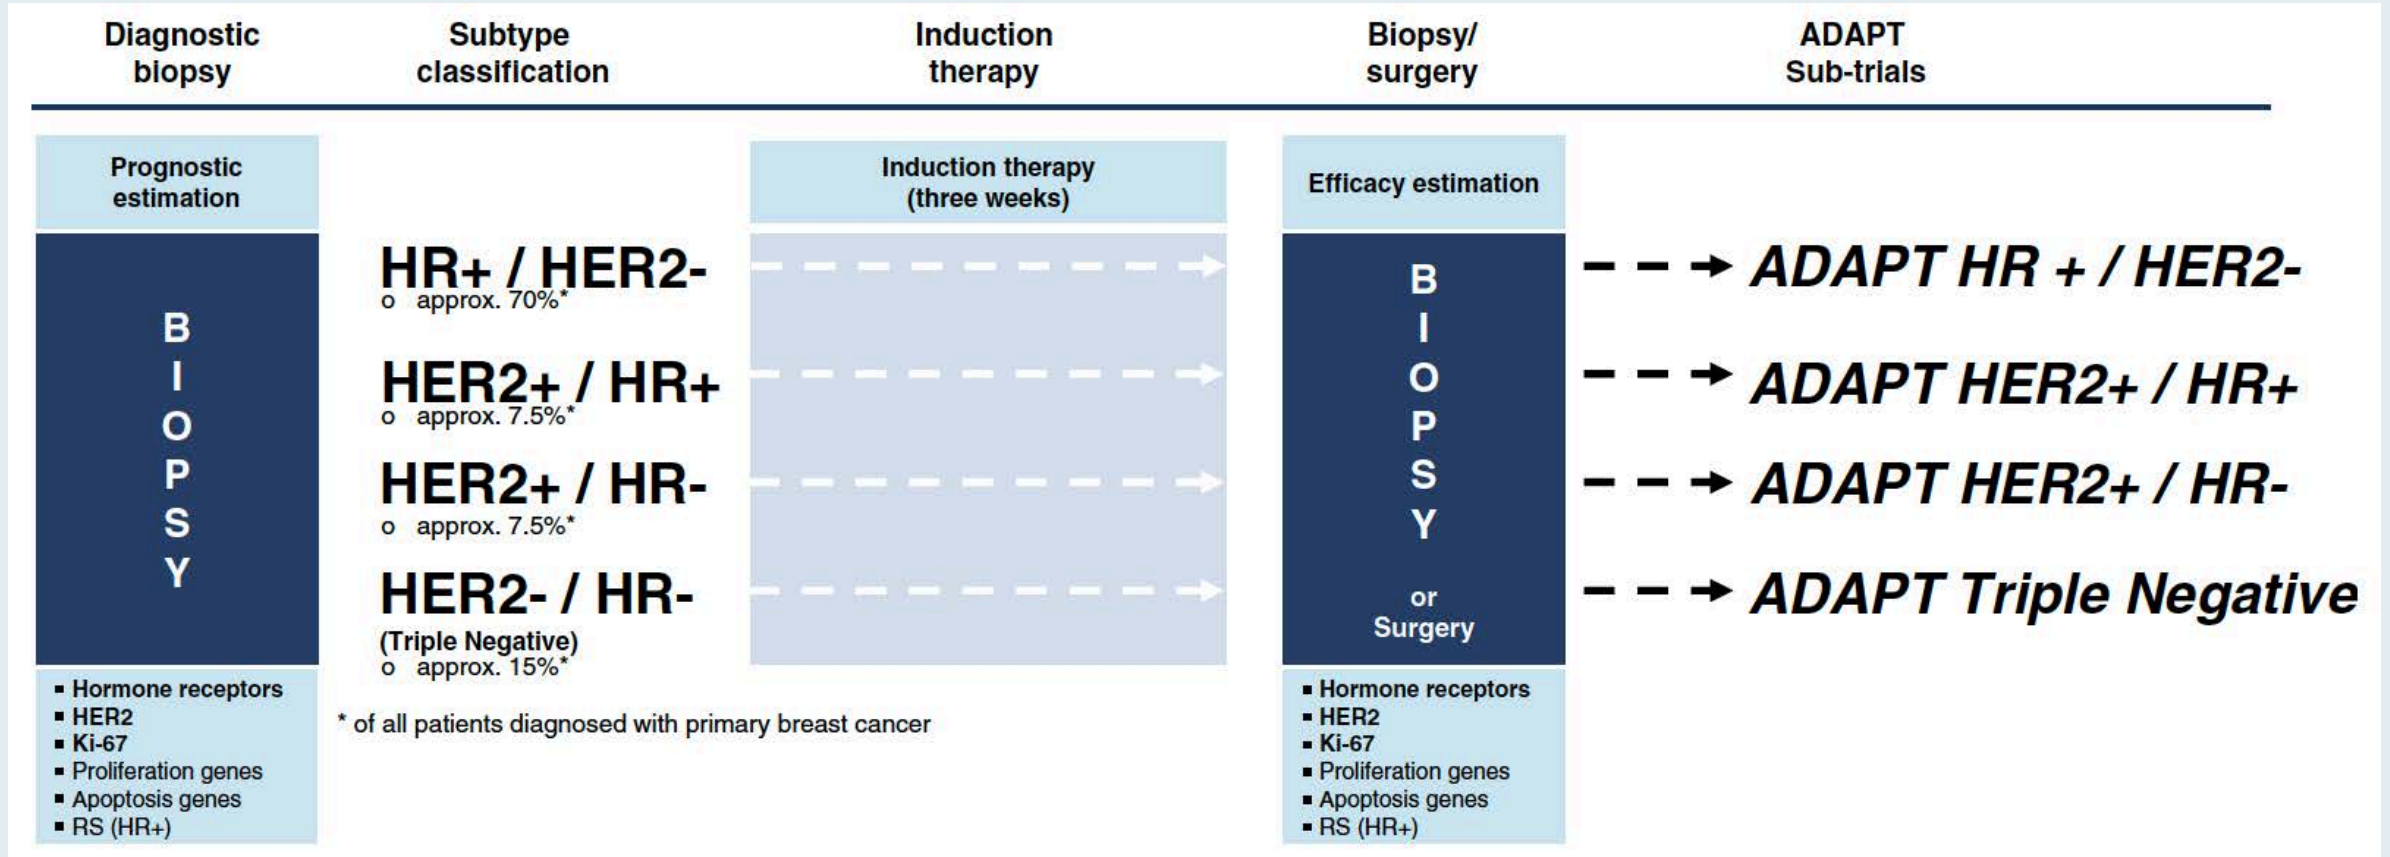 Diagnostic
biopsy
Subtype
classification
Induction
therapy
Biopsy/
surgery
ADAPT
Sub-trials
Prognostic
estimation
B
I
O
P
S
Y
▪ Hormone receptors
▪ HER2
▪ Ki-67
▪ Proliferation genes
▪ Apoptosis genes
▪ RS (HR+)
HR+ / HER2-
o approx. 70%*
HER2+ / HR+
o approx. 7.5%*
HER2+ / HR-
o approx. 7.5%*
HER2- / HR-
(Triple Negative)
o approx. 15%*
* of all patients diagnosed with primary breast cancer
Induction therapy
(three weeks)
Efficacy estimation
B
I
O
P
S
Y
or
Surgery
▪ Hormone receptors
▪ HER2
▪ Ki-67
▪ Proliferation genes
▪ Apoptosis genes
▪ RS (HR+)
ADAPT HR + / HER2-
ADAPT HER2+ / HR+
ADAPT HER2+ / HR-
ADAPT Triple Negative